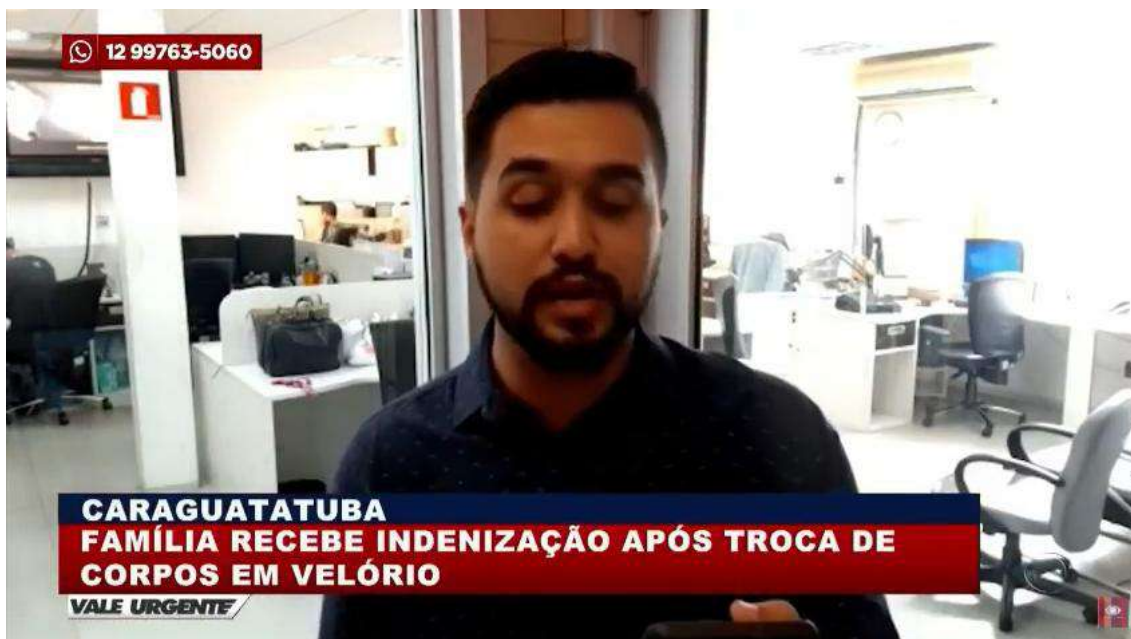 12 99763-5060
CARAGUATATUBA
FAMÍLIA RECEBE INDENIZAÇÃO APÓS TROCA DE
CORPOS EM VELÓRIO
VALE URGENTE